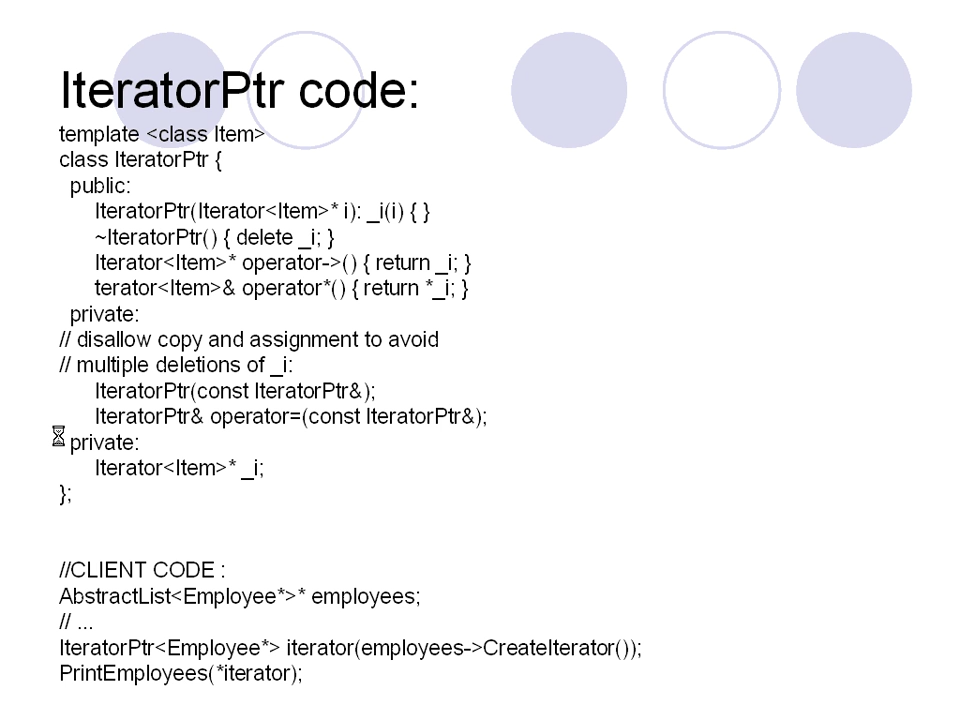 IteratorPtr code:
template <class Item>
class IteratorPtr {
public:
IteratorPtr(Iterator<Item>* i): _i(i) { }
~IteratorPtr() { delete _i; }
Iterator<Item>* operator->() { return _i; }
terator<Item>& operator*() { return *_i; }
private:
// disallow copy and assignment to avoid
// multiple deletions of _i:
IteratorPtr(const IteratorPtr&);
IteratorPtr& operator=(const IteratorPtr&);
private:
Iterator<Item>* _i;
};
//CLIENT CODE :
AbstractList<Employee*>* employees;
// ...
IteratorPtr<Employee*> iterator(employees->CreateIterator());
PrintEmployees(*iterator);